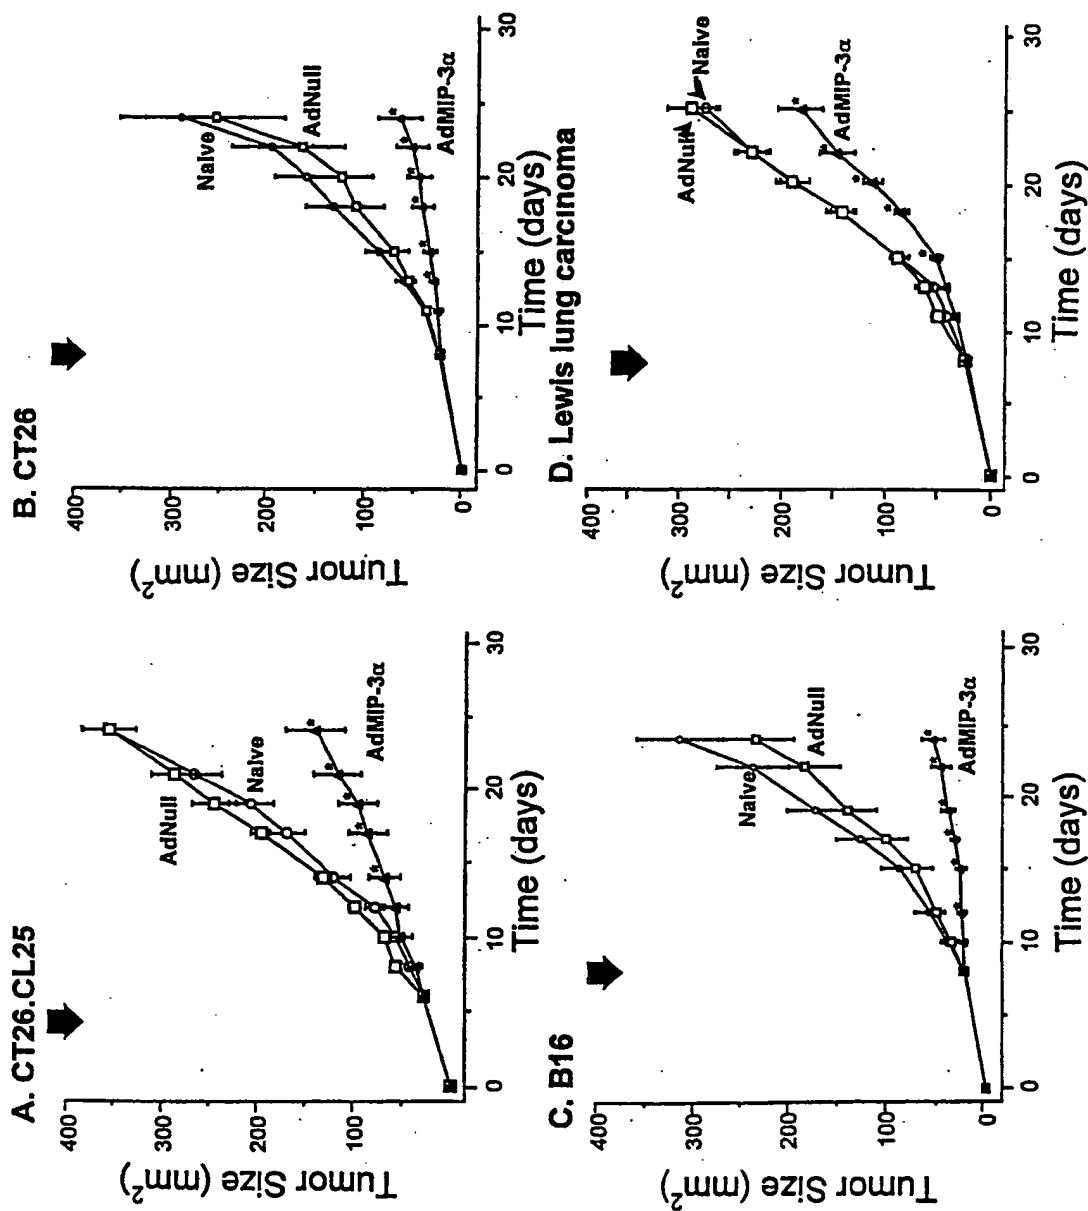 A. CT26.CL25
Tumor Size (mm²)
400
300
200
100
0
AdNull
Naive
AdMIP-3α
*
*
*
*
*
0
10
20
30
Time (days)
B. CT26
Tumor Size (mm²)
400
300
200
100
0
Naive
AdNull
AdMIP-3α
*
*
*
*
*
*
0
10
20
30
Time (days)
C. B16
Tumor Size (mm²)
400
300
200
100
0
Naive
AdNull
AdMIP-3α
*
*
*
*
*
*
0
10
20
30
Time (days)
D. Lewis lung carcinoma
Tumor Size (mm²)
400
300
200
100
0
AdNull
Naive
AdMIP-3α
*
*
*
*
*
0
10
20
30
Time (days)